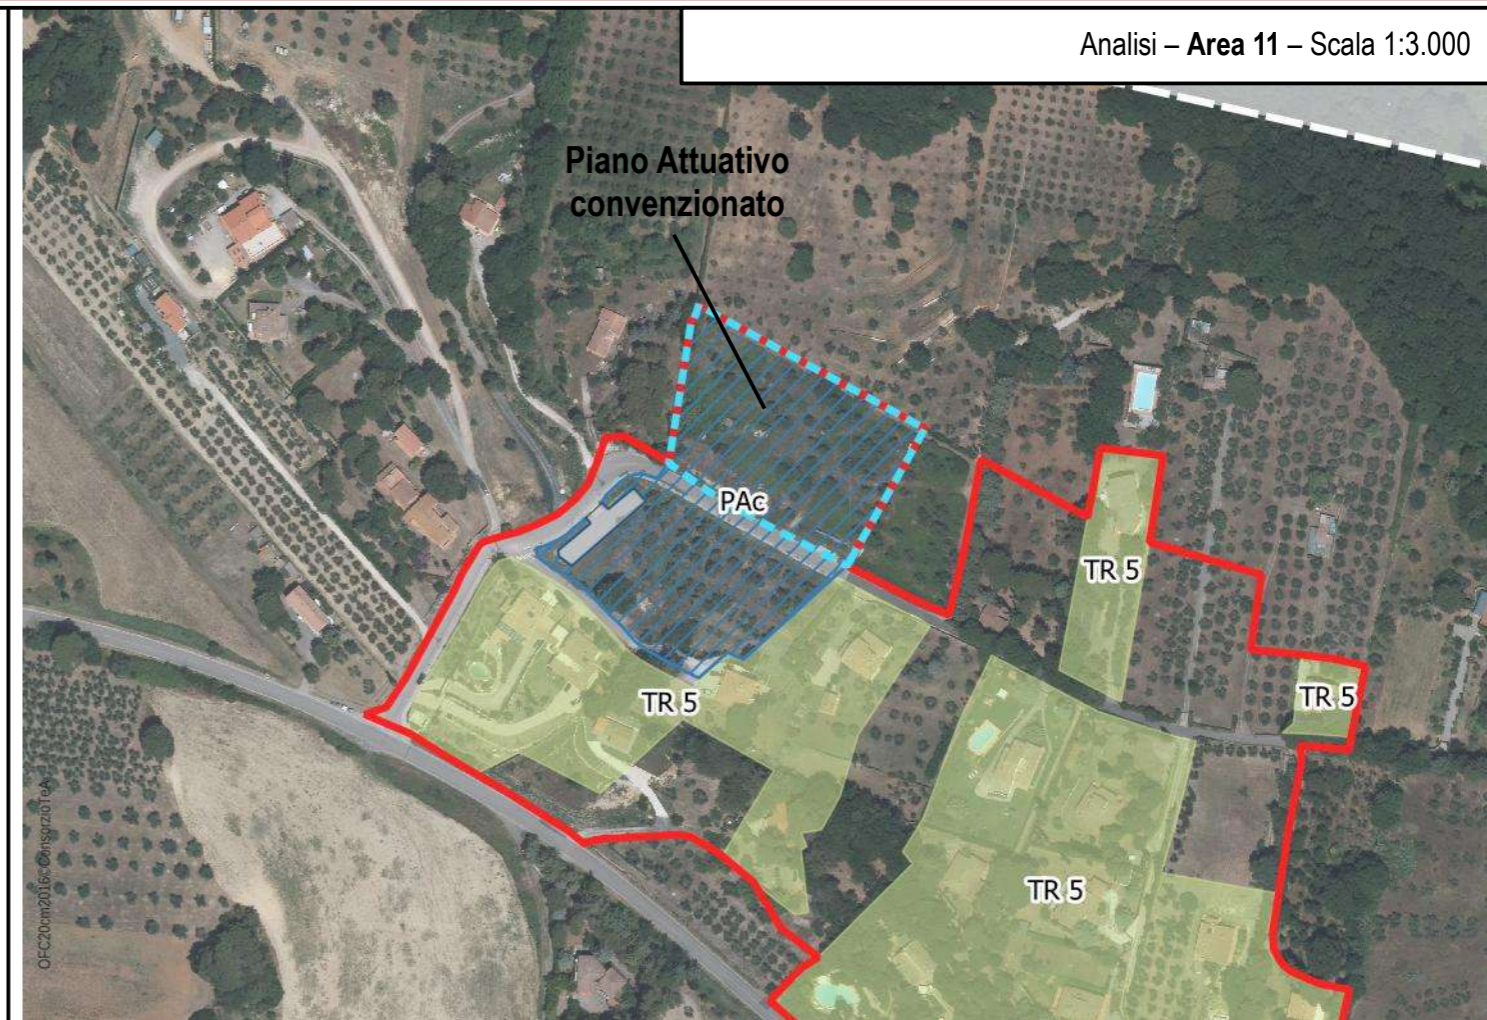 Analisi – Area 11 – Scala 1:3.000
Piano Attuativo
convenzionato
PAc
TR 5
TR 5
TR 5
TR 5
OFC20cm2016©ConsorzioTeA